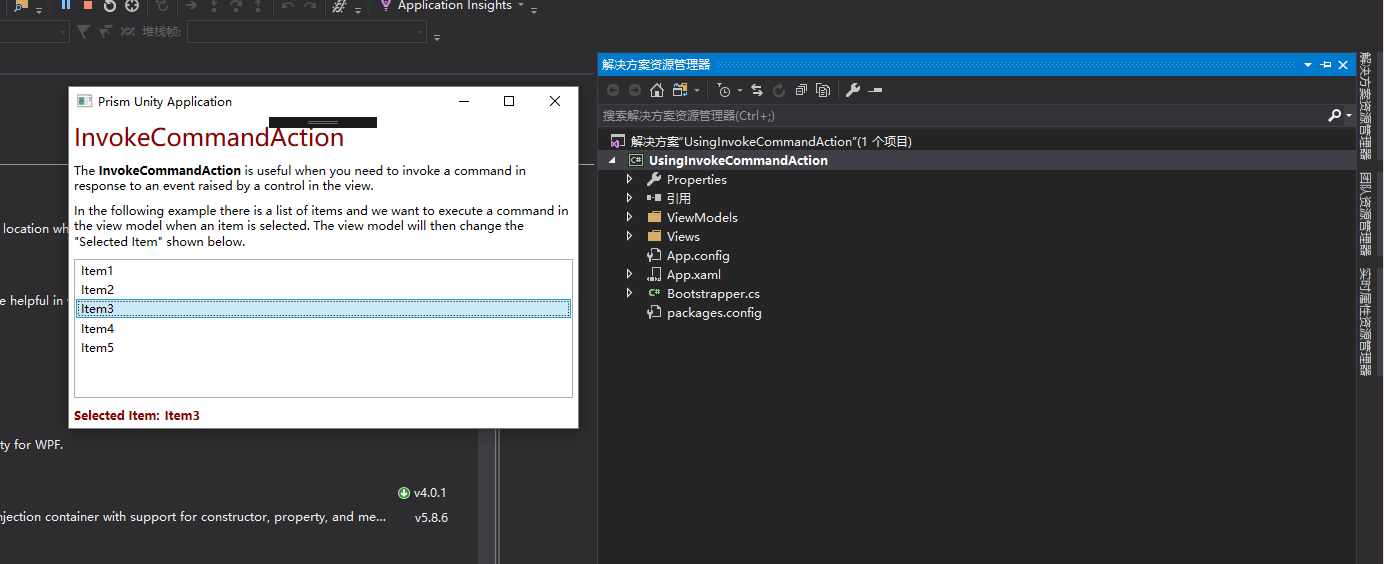 Application Insights
堆栈帧:
Prism Unity Application
InvokeCommandAction
The InvokeCommandAction is useful when you need to invoke a command in
response to an event raised by a control in the view.
In the following example there is a list of items and we want to execute a command in
the view model when an item is selected. The view model will then change the
"Selected Item" shown below.
Item1
Item2
Item3
Item4
Item5
Selected Item: Item3
location wh
e helpful in
ty for WPF.
v4.0.1
njection container with support for constructor, property, and me...
v5.8.6
解决方案资源管理器
搜索解决方案资源管理器(Ctrl+;)
解决方案"UsingInvokeCommandAction"(1 个项目)
C# UsingInvokeCommandAction
Properties
引用
ViewModels
Views
App.config
App.xaml
C# Bootstrapper.cs
packages.config
解决方案资源管理器
团队资源管理器
实时属性资源管理器